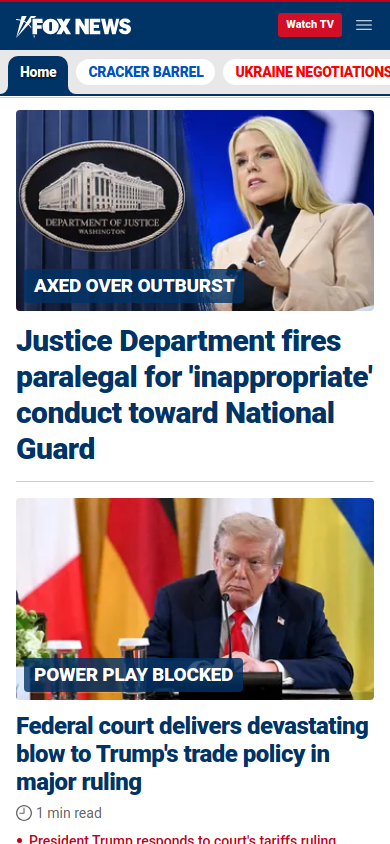 FOX NEWS
Watch TV
Home
CRACKER BARREL
UKRAINE NEGOTIATIONS
DEPARTMENT OF JUSTICE
WASHINGTON
AXED OVER OUTBURST
Justice Department fires
paralegal for 'inappropriate'
conduct toward National
Guard
POWER PLAY BLOCKED
Federal court delivers devastating
blow to Trump's trade policy in
major ruling
1 min read
President Trump responds to court's tariffs ruling